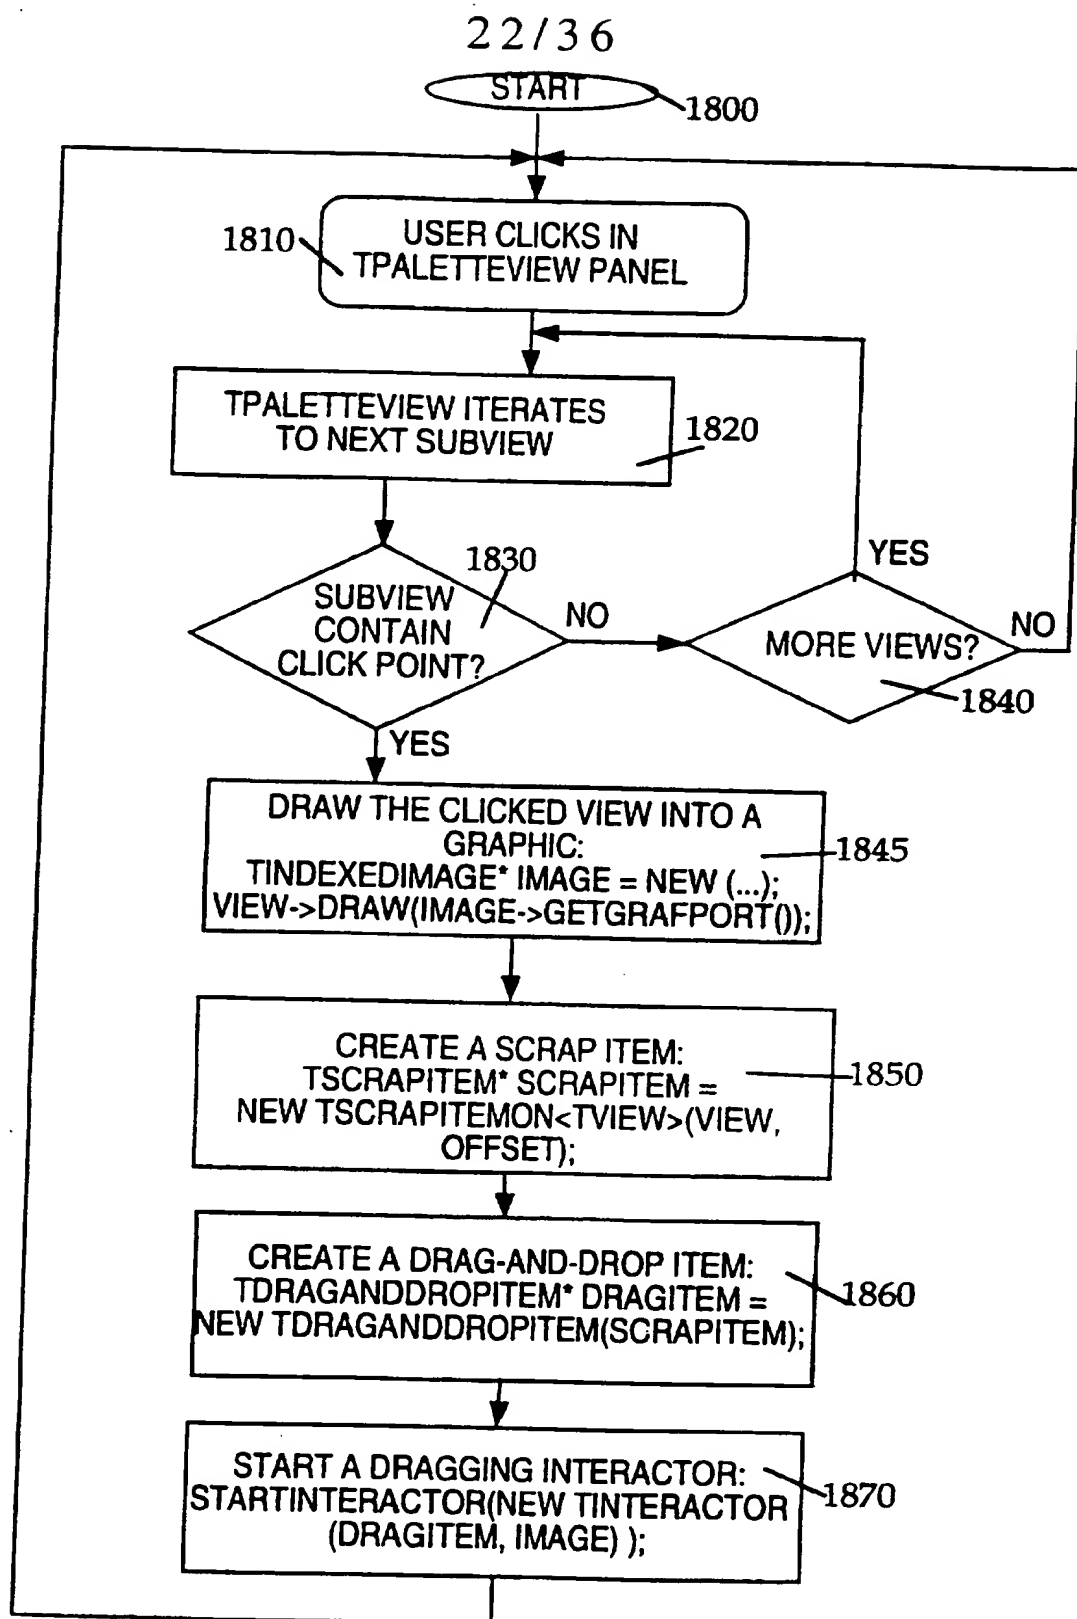 22/36
START
1800
USER CLICKS IN
TPALETTEVIEW PANEL
1810
TPALETTEVIEW ITERATES
TO NEXT SUBVIEW
1820
1830
SUBVIEW
CONTAIN
CLICK POINT?
NO
YES
MORE VIEWS?
NO
1840
YES
DRAW THE CLICKED VIEW INTO A
GRAPHIC:
TINDEXEDIMAGE* IMAGE = NEW (...);
VIEW->DRAW(IMAGE->GETGRAFPORT());
1845
CREATE A SCRAP ITEM:
TSCRAPITEM* SCRAPITEM =
NEW TSCRAPITEMON<TVIEW>(VIEW,
OFFSET);
1850
CREATE A DRAG-AND-DROP ITEM:
TDRAGANDDROPITEM* DRAGITEM =
NEW TDRAGANDDROPITEM(SCRAPITEM);
1860
START A DRAGGING INTERACTOR:
STARTINTERACTOR(NEW TINTERACTOR
(DRAGITEM, IMAGE) );
1870